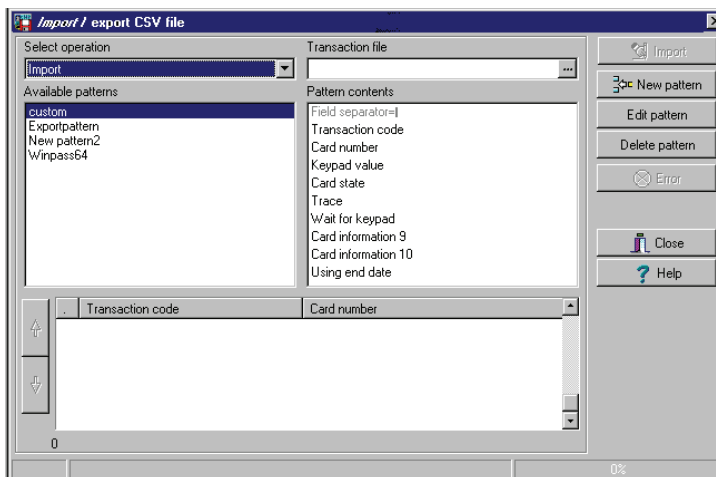 Import / export CSV file
Select operation
Import
Transaction file
...
Available patterns
custom
Exportpattern
New pattern2
Winpass64
Pattern contents
Field separator=|
Transaction code
Card number
Keypad value
Card state
Trace
Wait for keypad
Card information 9
Card information 10
Using end date
Import
New pattern
Edit pattern
Delete pattern
Error
Close
Help
. Transaction code Card number
0
0%